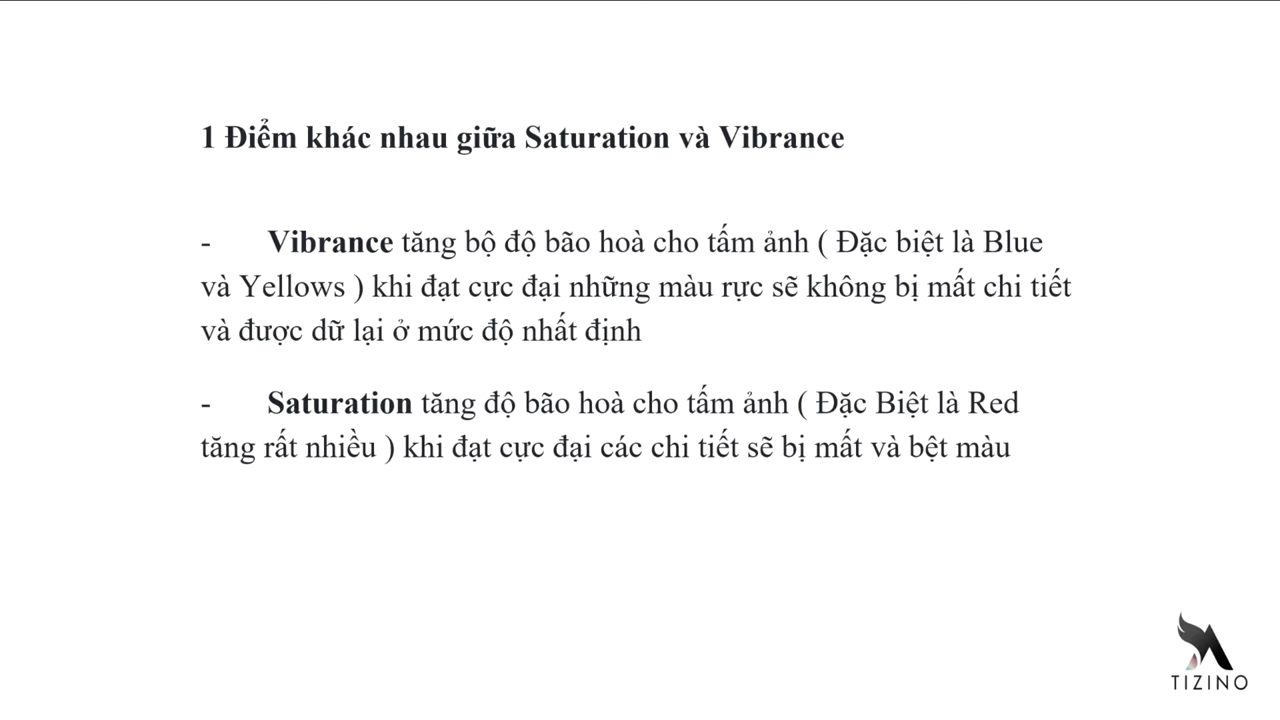 1 Điểm khác nhau giữa Saturation và Vibrance
- Vibrance tăng bộ độ bão hoà cho tấm ảnh ( Đặc biệt là Blue
và Yellows ) khi đạt cực đại những màu rực sẽ không bị mất chi tiết
và được dữ lại ở mức độ nhất định
- Saturation tăng độ bão hoà cho tấm ảnh ( Đặc Biệt là Red
tăng rất nhiều ) khi đạt cực đại các chi tiết sẽ bị mất và bệt màu
TIZINO